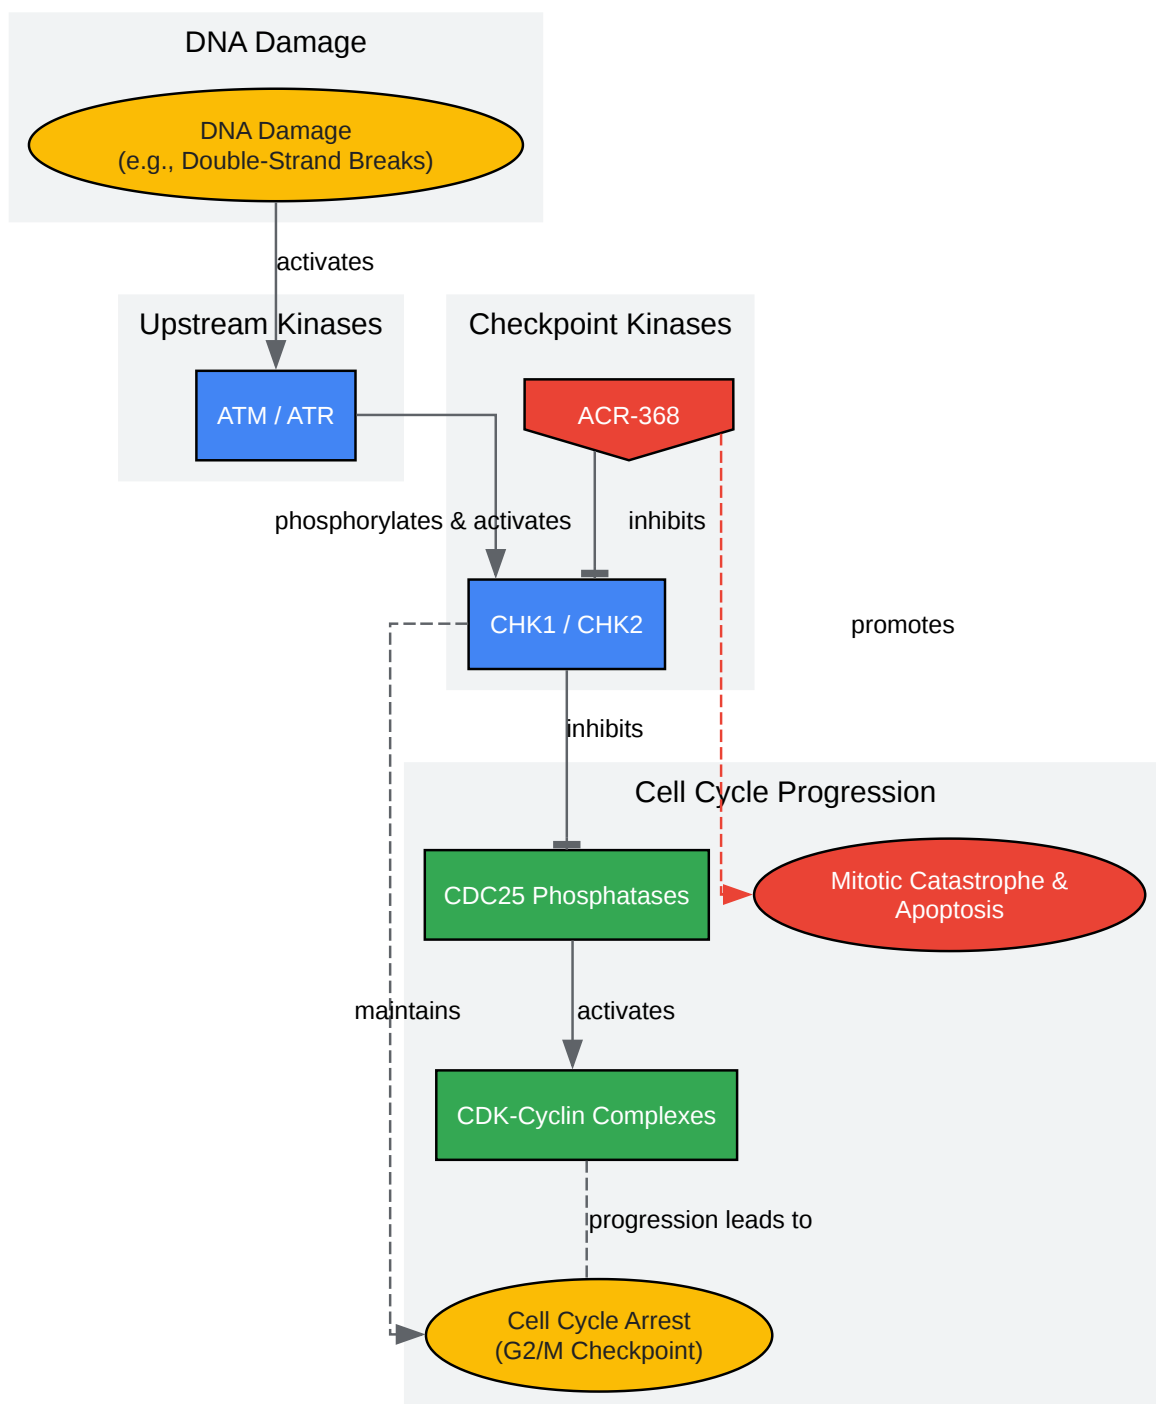 DNA Damage
DNA Damage
(e.g., Double-Strand Breaks)
activates
Upstream Kinases
Checkpoint Kinases
ATM / ATR
ACR-368
phosphorylates & activates
inhibits
CHK1 / CHK2
promotes
inhibits
Cell Cycle Progression
CDC25 Phosphatases
Mitotic Catastrophe &
Apoptosis
maintains
activates
CDK-Cyclin Complexes
progression leads to
Cell Cycle Arrest
(G2/M Checkpoint)